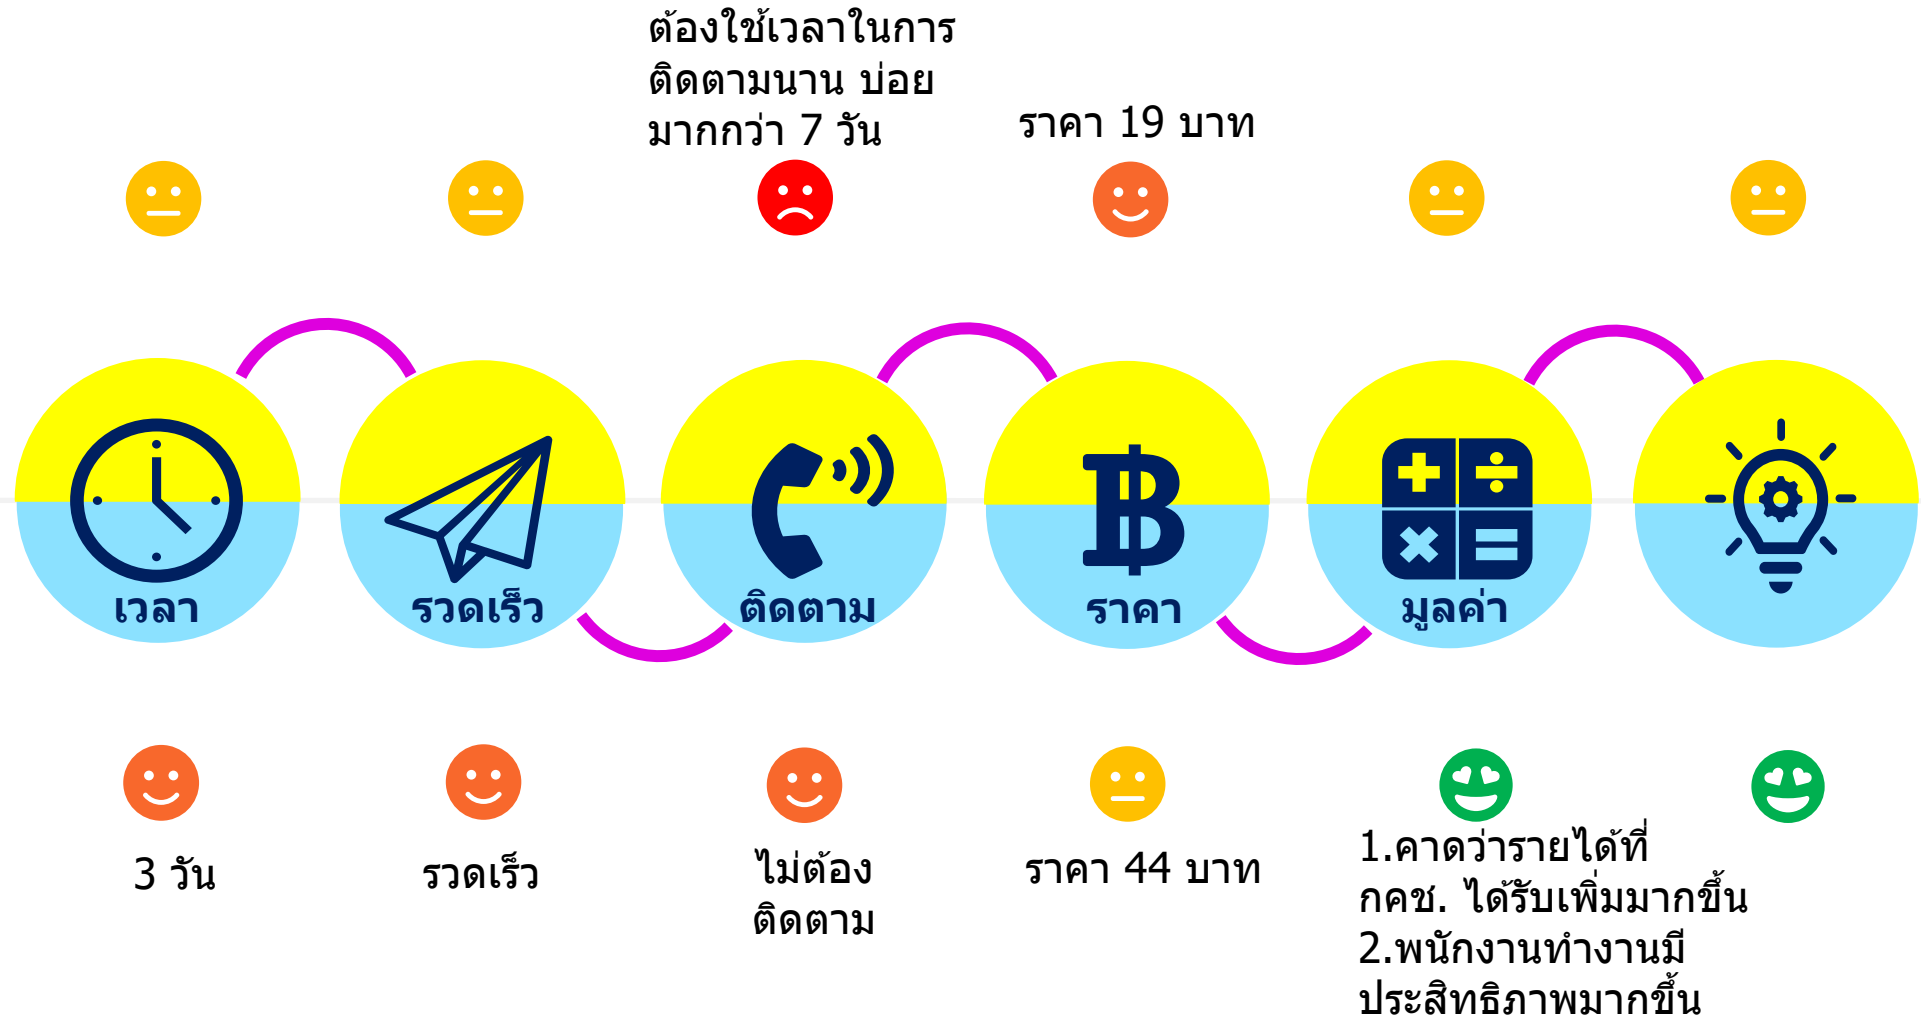 ต้องใช้เวลาในการ
ติดตามนาน บ่อย
มากกว่า 7 วัน
ราคา 19 บาท
เวลา
รวดเร็ว
ติดตาม
ราคา
มูลค่า
3 วัน
รวดเร็ว
ไม่ต้อง
ติดตาม
ราคา 44 บาท
1.คาดว่ารายได้ที่
กคช. ได้รับเพิ่มมากขึ้น
2.พนักงานทำงานมี
ประสิทธิภาพมากขึ้น